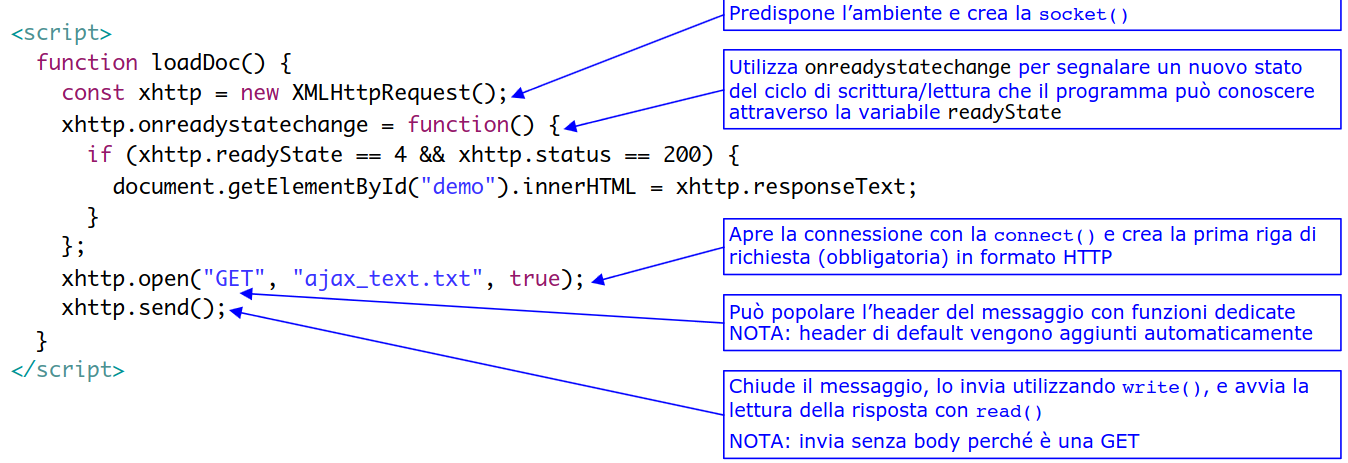 Predispone l'ambiente e crea la socket()
<script>
function loadDoc() {
const xhttp = new XMLHttpRequest();
xhttp.onreadystatechange = function() {
if (xhttp.readyState == 4 && xhttp.status == 200) {
document.getElementById("demo").innerHTML = xhttp.responseText;
}
};
xhttp.open("GET", "ajax_text.txt", true);
xhttp.send();
}
</script>
Utilizza onreadystatechange per segnalare un nuovo stato
del ciclo di scrittura/lettura che il programma può conoscere
attraverso la variabile readyState
Apre la connessione con la connect() e crea la prima riga di
richiesta (obbligatoria) in formato HTTP
Può popolare l'header del messaggio con funzioni dedicate
NOTA: header di default vengono aggiunti automaticamente
Chiude il messaggio, lo invia utilizzando write(), e avvia la
lettura della risposta con read()
NOTA: invia senza body perché è una GET